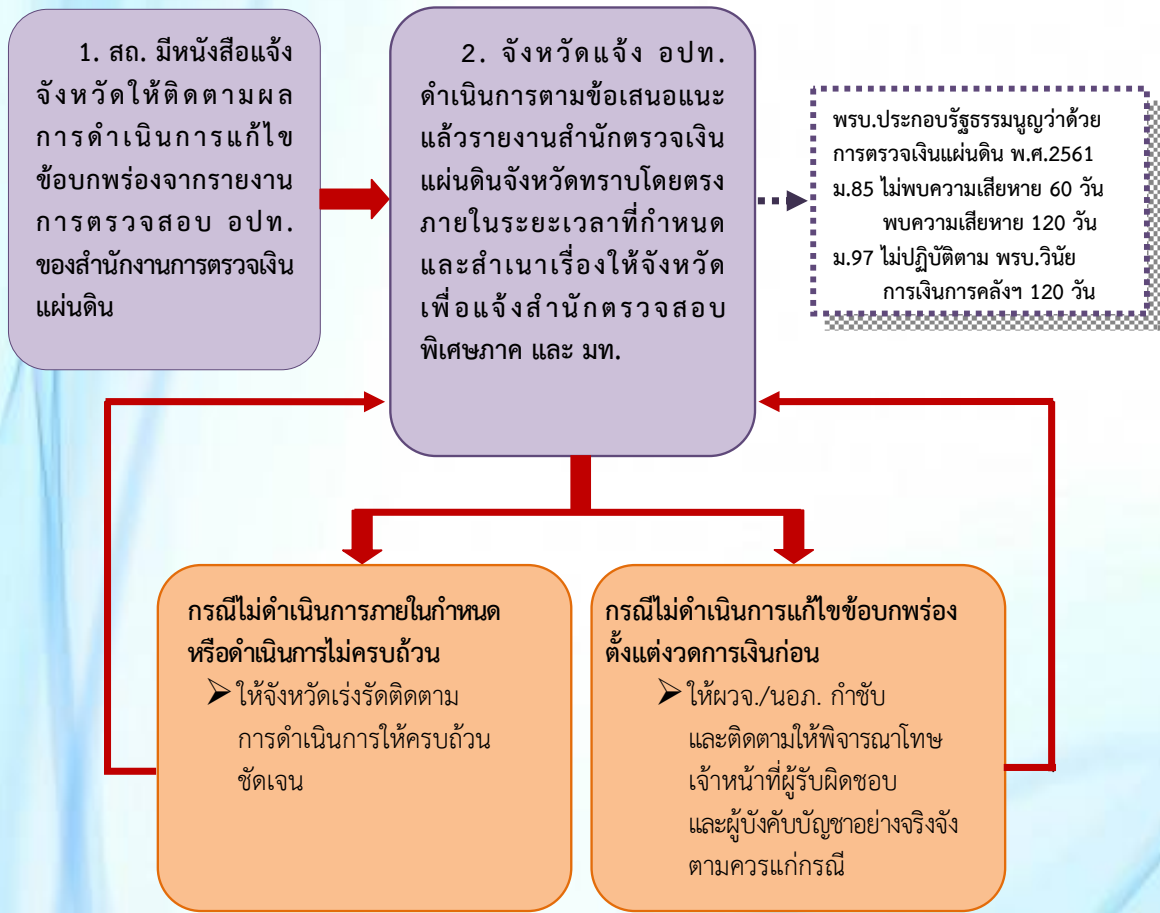 1. สถ. มีหนังสือแจ้ง
จังหวัดให้ติดตามผล
การดำเนินการแก้ไข
ข้อบกพร่องจากรายงาน
การตรวจสอบ อปท.
ของสำนักงานการตรวจเงิน
แผ่นดิน
2. จังหวัดแจ้ง อปท.
ดำเนินการตามข้อเสนอแนะ
แล้วรายงานสำนักตรวจเงิน
แผ่นดินจังหวัดทราบโดยตรง
ภายในระยะเวลาที่กำหนด
และสำเนาเรื่องให้จังหวัด
เพื่อแจ้งสำนักตรวจสอบ
พิเศษภาค และ มท.
พรบ.ประกอบรัฐธรรมนูญว่าด้วย
การตรวจเงินแผ่นดิน พ.ศ.2561
ม.85 ไม่พบความเสียหาย 60 วัน
พบความเสียหาย 120 วัน
ม.97 ไม่ปฏิบัติตาม พรบ.วินัย
การเงินการคลังฯ 120 วัน
กรณีไม่ดำเนินการภายในกำหนด
หรือดำเนินการไม่ครบถ้วน
➢ ให้จังหวัดเร่งรัดติดตาม
การดำเนินการให้ครบถ้วน
ชัดเจน
กรณีไม่ดำเนินการแก้ไขข้อบกพร่อง
ตั้งแต่งวดการเงินก่อน
➢ ให้ผวจ./นอภ. กำชับ
และติดตามให้พิจารณาโทษ
เจ้าหน้าที่ผู้รับผิดชอบ
และผู้บังคับบัญชาอย่างจริงจัง
ตามควรแก่กรณี